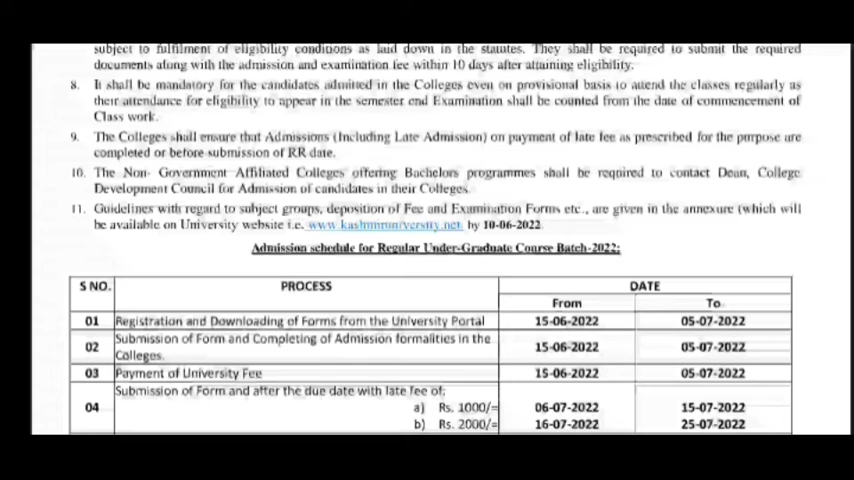 subject to fulfilment of eligibility conditions as laid down in the statutes. They shall be required to submit the required
documents along with the admission and examination fee within 10 days after attaining eligibility.
8. It shall be mandatory for the candidates admitted in the Colleges even on provisional basis to attend the classes regularly as
their attendance for eligibility to appear in the semester end Examination shall be counted from the date of commencement of
Class work.
9. The Colleges shall ensure that Admissions (Including Late Admission) on payment of late fee as prescribed for the purpose are
completed or before submission of RR date.
10. The Non- Government Affiliated Colleges offering Bachelors programmes shall be required to contact Dean, College
Development Council for Admission of candidates in their Colleges.
11. Guidelines with regard to subject groups, deposition of Fee and Examination Forms etc., are given in the annexure (which will
be available on University website i.e. www.kashmiruniversity.net by 10-06-2022
Admission schedule for Regular Under-Graduate Course Batch-2022:
S NO. PROCESS DATE
From To
01 Registration and Downloading of Forms from the University Portal 15-06-2022 05-07-2022
Submission of Form and Completing of Admission formalities in the
02 15-06-2022 05-07-2022
Colleges.
03 Payment of University Fee 15-06-2022 05-07-2022
Submission of Form and after the due date with late fee of:
04 a) Rs. 1000/= 06-07-2022 15-07-2022
b) Rs. 2000/= 16-07-2022 25-07-2022